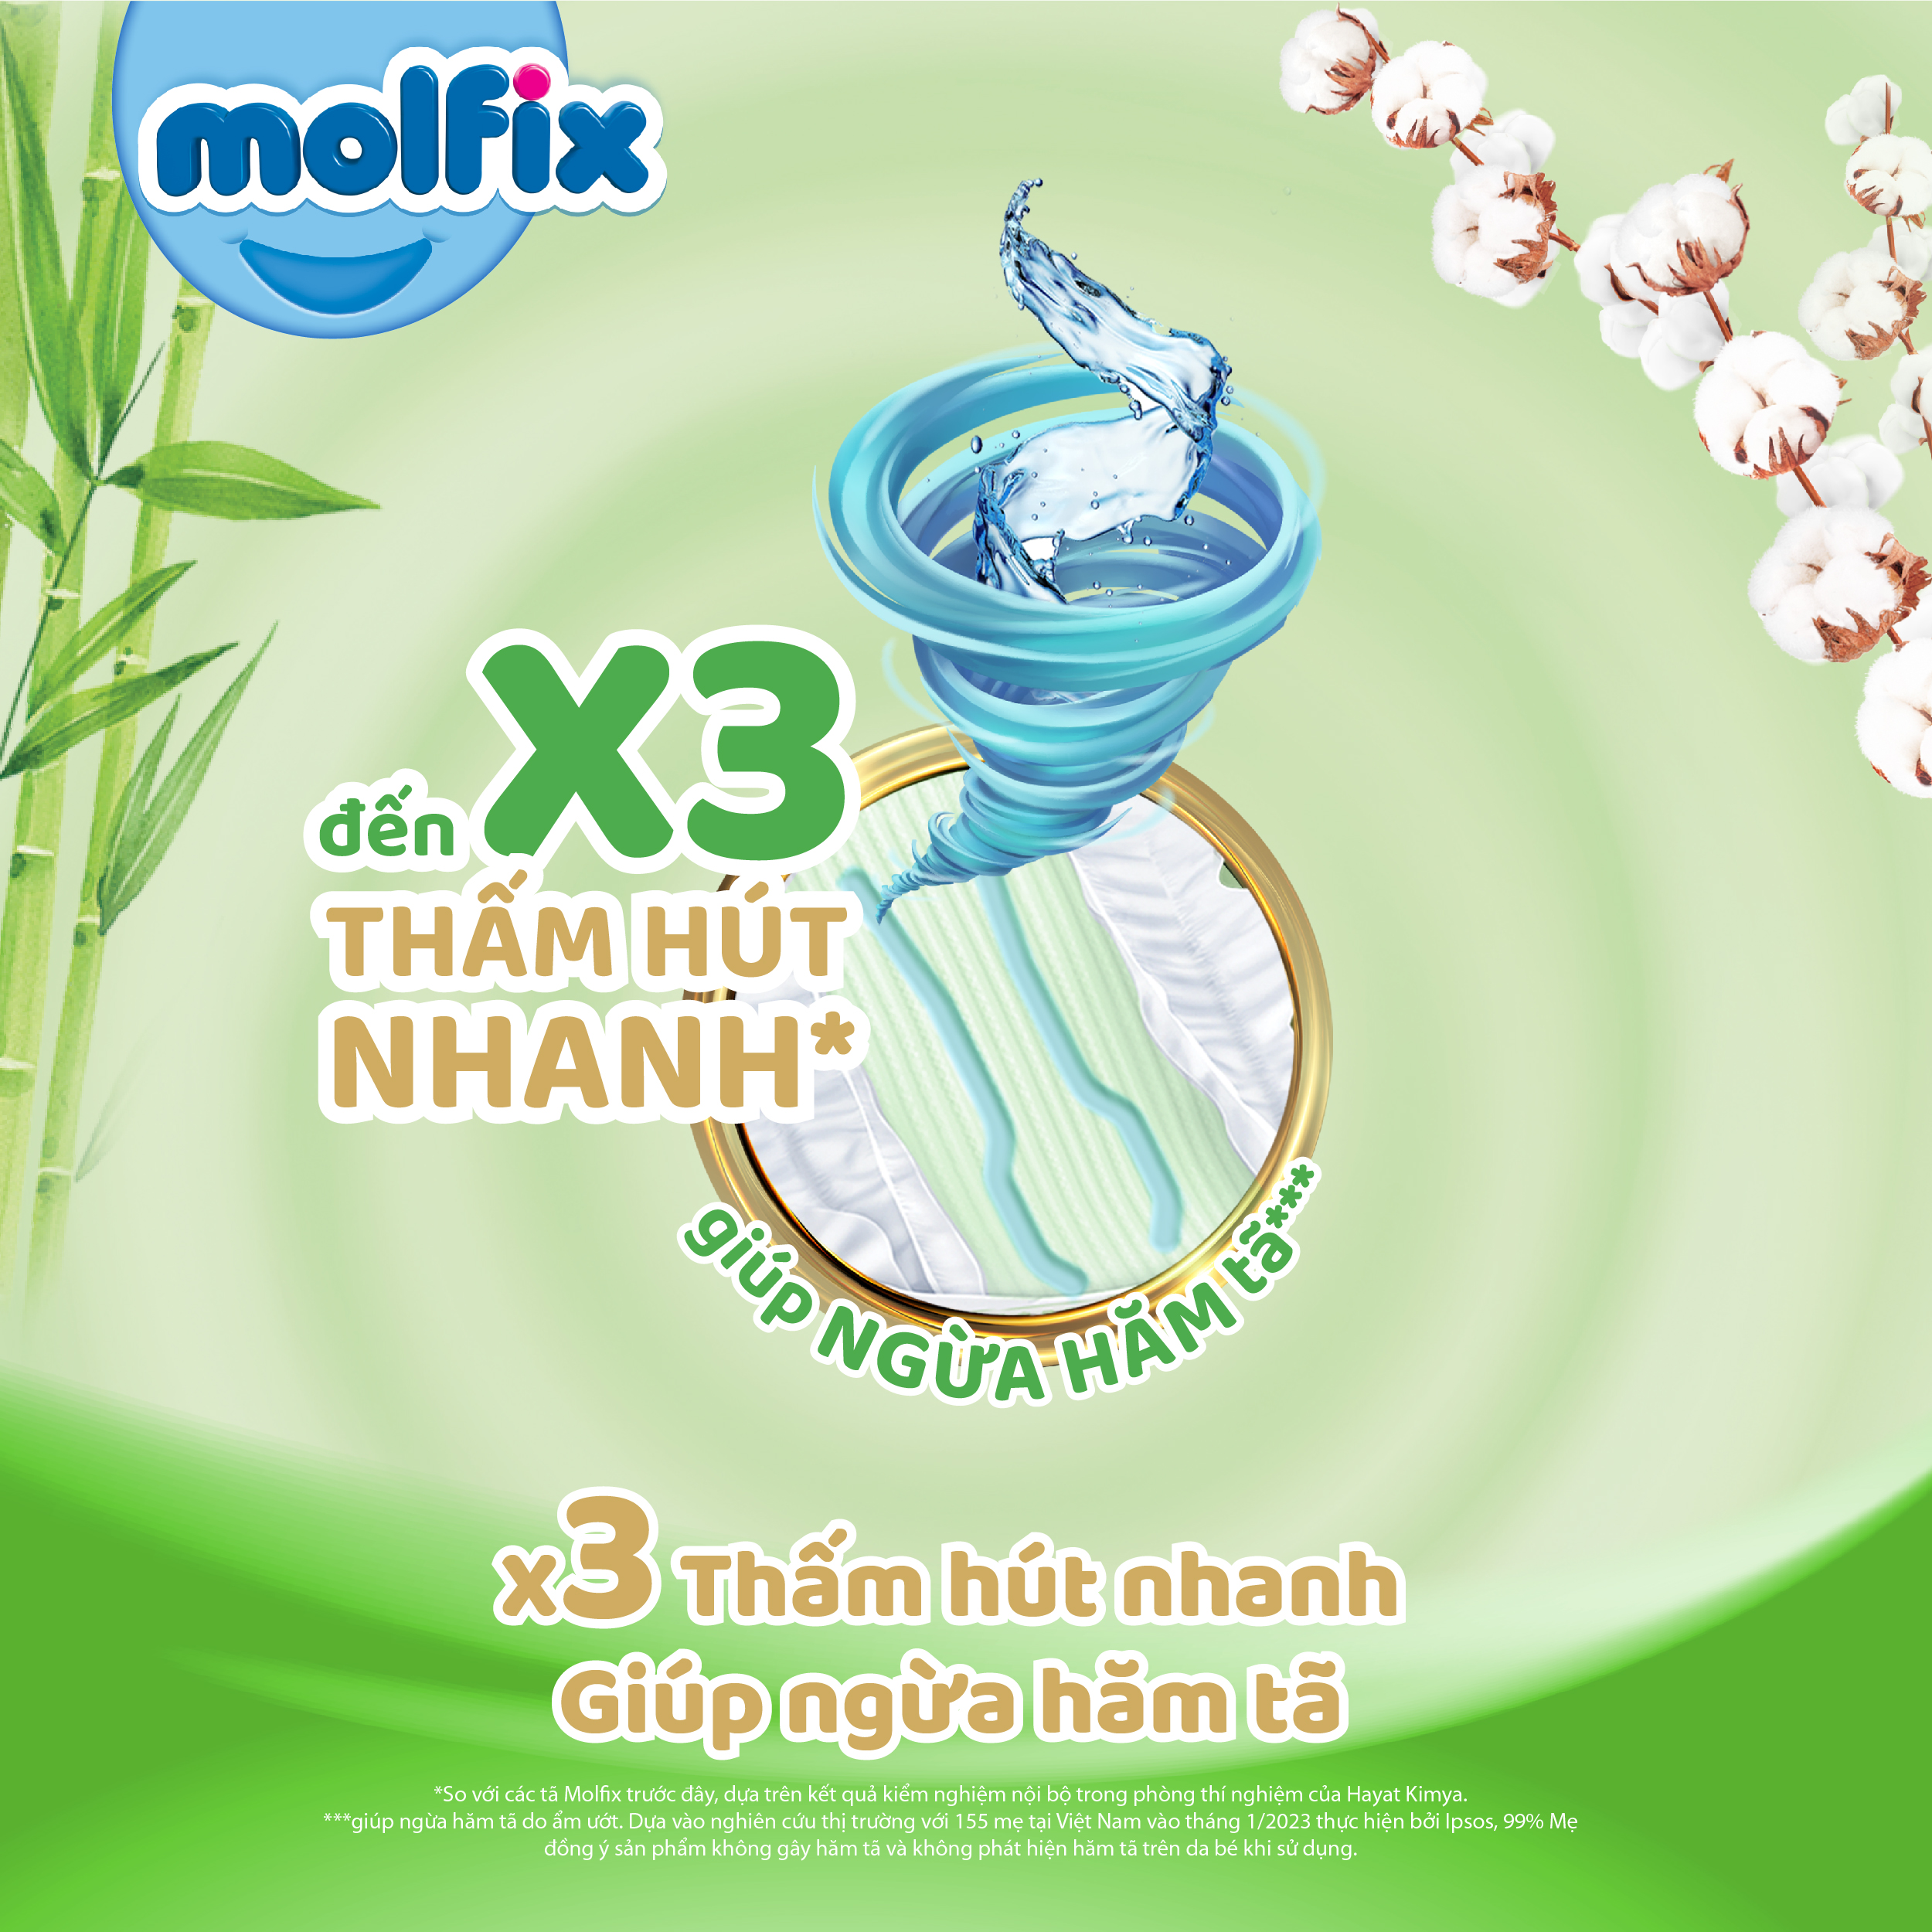 molfix
đến X3
THẤM HÚT
NHANH*
giúp NGỪA HĂM tã***
x3 Thấm hút nhanh
Giúp ngừa hăm tã
*So với các tã Molfix trước đây, dựa trên kết quả kiểm nghiệm nội bộ trong phòng thí nghiệm của Hayat Kimya.
***giúp ngừa hăm tã do ẩm ướt. Dựa vào nghiên cứu thị trường với 155 mẹ tại Việt Nam vào tháng 1/2023 thực hiện bởi Ipsos, 99% Mẹ
đồng ý sản phẩm không gây hăm tã và không phát hiện hăm tã trên da bé khi sử dụng.